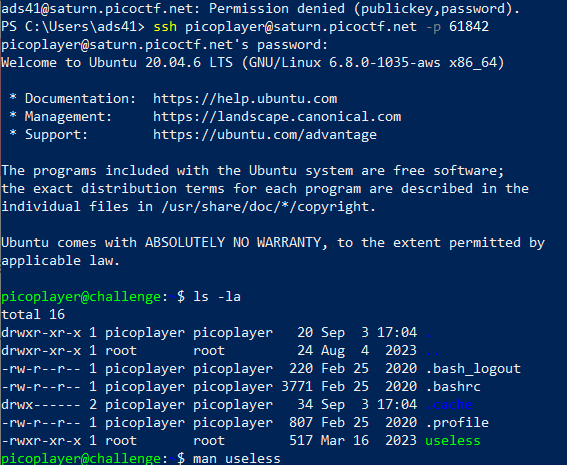 ads41@saturn.picoctf.net: Permission denied (publickey,password).
PS C:\Users\ads41> ssh picoplayer@saturn.picoctf.net -p 61842
picoplayer@saturn.picoctf.net's password:
Welcome to Ubuntu 20.04.6 LTS (GNU/Linux 6.8.0-1035-aws x86_64)

 * Documentation:  https://help.ubuntu.com
 * Management:     https://landscape.canonical.com
 * Support:        https://ubuntu.com/advantage

The programs included with the Ubuntu system are free software;
the exact distribution terms for each program are described in the
individual files in /usr/share/doc/*/copyright.

Ubuntu comes with ABSOLUTELY NO WARRANTY, to the extent permitted by
applicable law.

picoplayer@challenge:~$ ls -la
total 16
drwxr-xr-x 1 picoplayer picoplayer   20 Sep  3 17:04 .
drwxr-xr-x 1 root       root         24 Aug  4  2023 ..
-rw-r--r-- 1 picoplayer picoplayer  220 Feb 25  2020 .bash_logout
-rw-r--r-- 1 picoplayer picoplayer 3771 Feb 25  2020 .bashrc
drwx------ 2 picoplayer picoplayer   34 Sep  3 17:04 .cache
-rw-r--r-- 1 picoplayer picoplayer  807 Feb 25  2020 .profile
-rwxr-xr-x 1 root       root        517 Mar 16  2023 useless
picoplayer@challenge:~$ man useless